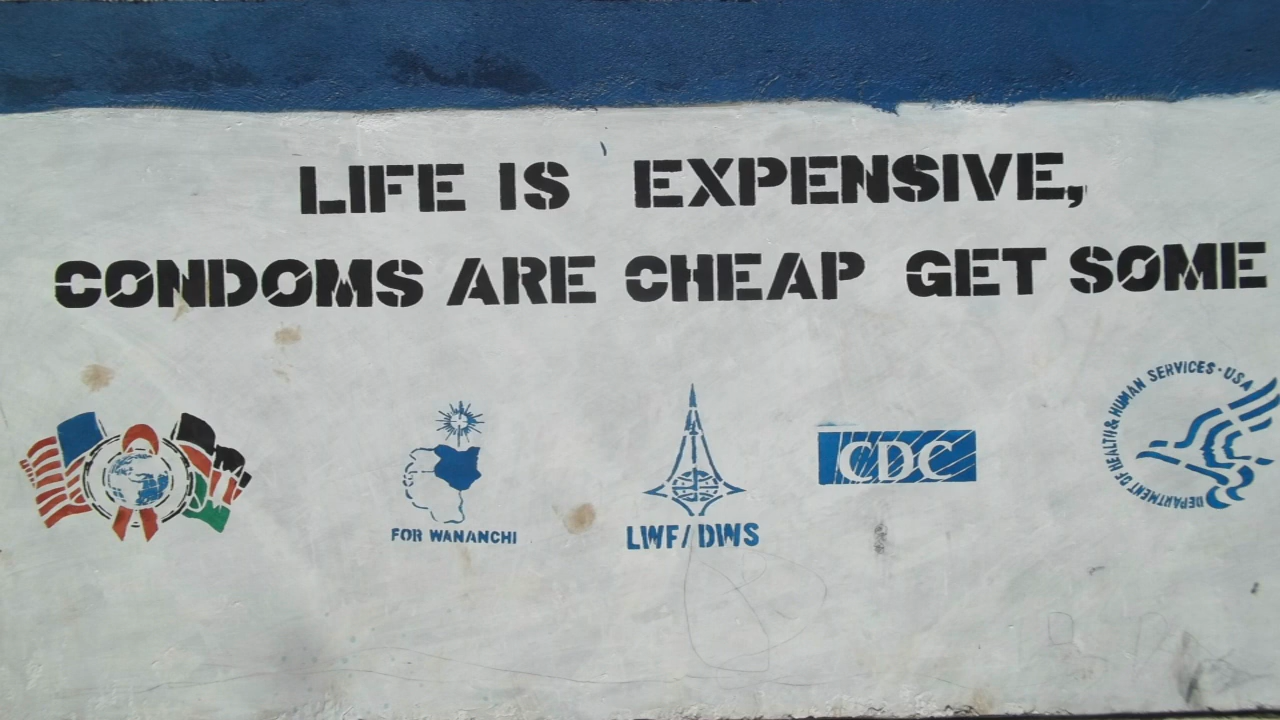 LIFE IS EXPENSIVE,
CONDOMS ARE CHEAP GET SOME
FOR WANANCHI
LWF/DWS
CDC
DEPARTMENT OF HEALTH & HUMAN SERVICES · USA